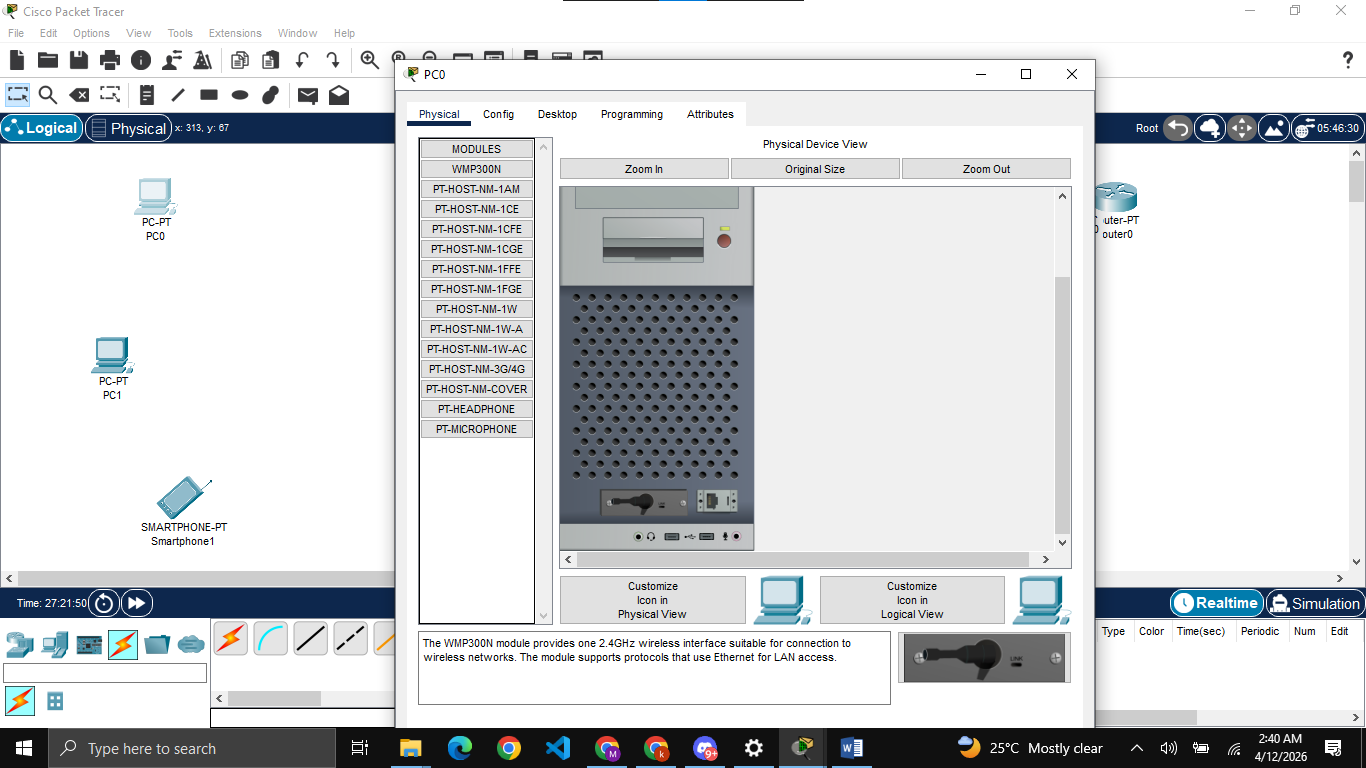 Cisco Packet Tracer
File Edit Options View Tools Extensions Window Help
Logical
Physical
x: 313, y: 67
Root
05:46:30
PC-PT
PC0
PC-PT
PC1
SMARTPHONE-PT
Smartphone1
uter-PT
outer0
PC0
Physical Config Desktop Programming Attributes
MODULES
WMP300N
PT-HOST-NM-1AM
PT-HOST-NM-1CE
PT-HOST-NM-1CFE
PT-HOST-NM-1CGE
PT-HOST-NM-1FFE
PT-HOST-NM-1FGE
PT-HOST-NM-1W
PT-HOST-NM-1W-A
PT-HOST-NM-1W-AC
PT-HOST-NM-3G/4G
PT-HOST-NM-COVER
PT-HEADPHONE
PT-MICROPHONE
Physical Device View
Zoom In
Original Size
Zoom Out
Customize
Icon in
Physical View
Customize
Icon in
Logical View
The WMP300N module provides one 2.4GHz wireless interface suitable for connection to
wireless networks. The module supports protocols that use Ethernet for LAN access.
LINK
Time: 27:21:50
Realtime
Simulation
Type Color Time(sec) Periodic Num Edit
Type here to search
M
k
9+
25°C Mostly clear
2:40 AM
4/12/2026